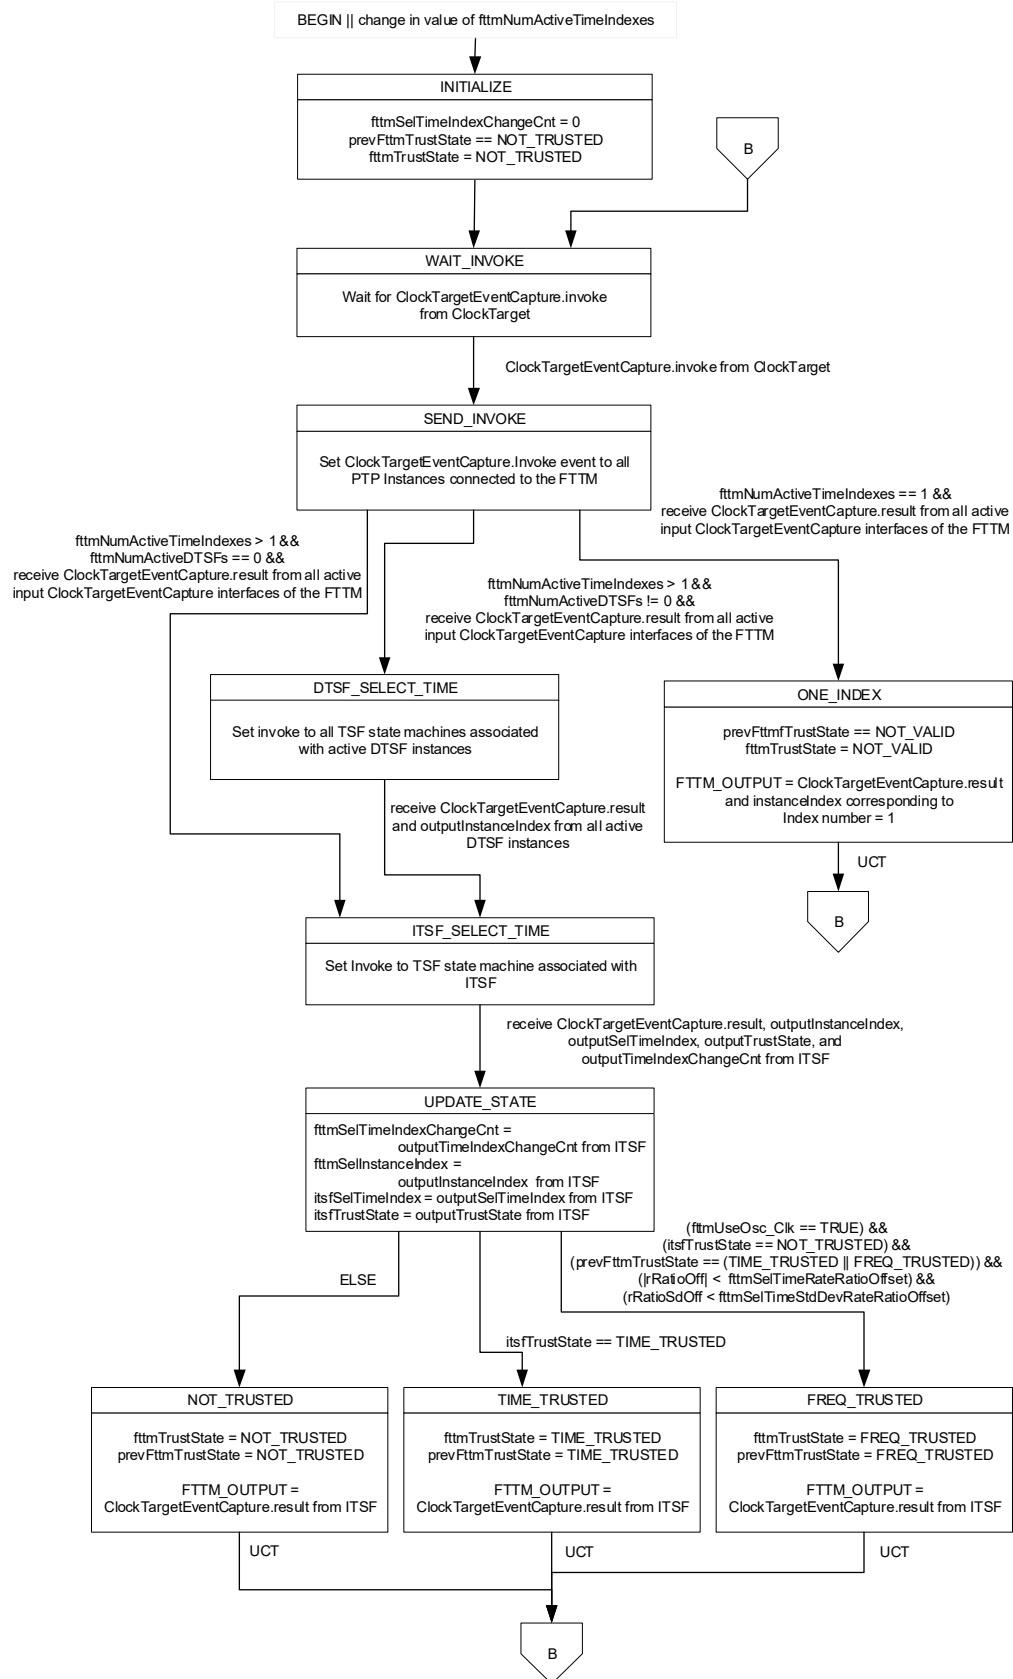 BEGIN || change in value of fttmNumActiveTimeIndexes
INITIALIZE
fttmSelTimeIndexChangeCnt = 0
prevFttmTrustState == NOT_TRUSTED
fttmTrustState = NOT_TRUSTED
B
WAIT_INVOKE
Wait for ClockTargetEventCapture.invoke
from ClockTarget
ClockTargetEventCapture.invoke from ClockTarget
SEND_INVOKE
Set ClockTargetEventCapture.Invoke event to all
PTP Instances connected to the FTTM
fttmNumActiveTimeIndexes > 1 &&
fttmNumActiveDTSFs == 0 &&
receive ClockTargetEventCapture.result from all active
input ClockTargetEventCapture interfaces of the FTTM
fttmNumActiveTimeIndexes > 1 &&
fttmNumActiveDTSFs != 0 &&
receive ClockTargetEventCapture.result from all active
input ClockTargetEventCapture interfaces of the FTTM
fttmNumActiveTimeIndexes == 1 &&
receive ClockTargetEventCapture.result from all active
input ClockTargetEventCapture interfaces of the FTTM
DTSF_SELECT_TIME
Set invoke to all TSF state machines associated
with active DTSF instances
ONE_INDEX
prevFttmfTrustState == NOT_VALID
fttmTrustState = NOT_VALID
FTTM_OUTPUT = ClockTargetEventCapture.result
and instanceIndex corresponding to
Index number = 1
UCT
B
receive ClockTargetEventCapture.result
and outputInstanceIndex from all active
DTSF instances
ITSF_SELECT_TIME
Set Invoke to TSF state machine associated with
ITSF
receive ClockTargetEventCapture.result, outputInstanceIndex,
outputSelTimeIndex, outputTrustState, and
outputTimeIndexChangeCnt from ITSF
UPDATE_STATE
fttmSelTimeIndexChangeCnt =
outputTimeIndexChangeCnt from ITSF
fttmSelInstanceIndex =
outputInstanceIndex from ITSF
itsfSelTimeIndex = outputSelTimeIndex from ITSF
itsfTrustState = outputTrustState from ITSF
ELSE
itsfTrustState == TIME_TRUSTED
(fttmUseOsc_Clk == TRUE) &&
(itsfTrustState == NOT_TRUSTED) &&
(prevFttmTrustState == (TIME_TRUSTED || FREQ_TRUSTED)) &&
(|rRatioOff| < fttmSelTimeRateRatioOffset) &&
(rRatioSdOff < fttmSelTimeStdDevRateRatioOffset)
NOT_TRUSTED
fttmTrustState = NOT_TRUSTED
prevFttmTrustState = NOT_TRUSTED
FTTM_OUTPUT =
ClockTargetEventCapture.result from ITSF
UCT
TIME_TRUSTED
fttmTrustState = TIME_TRUSTED
prevFttmTrustState = TIME_TRUSTED
FTTM_OUTPUT =
ClockTargetEventCapture.result from ITSF
UCT
FREQ_TRUSTED
fttmTrustState = FREQ_TRUSTED
prevFttmTrustState = FREQ_TRUSTED
FTTM_OUTPUT =
ClockTargetEventCapture.result from ITSF
UCT
B